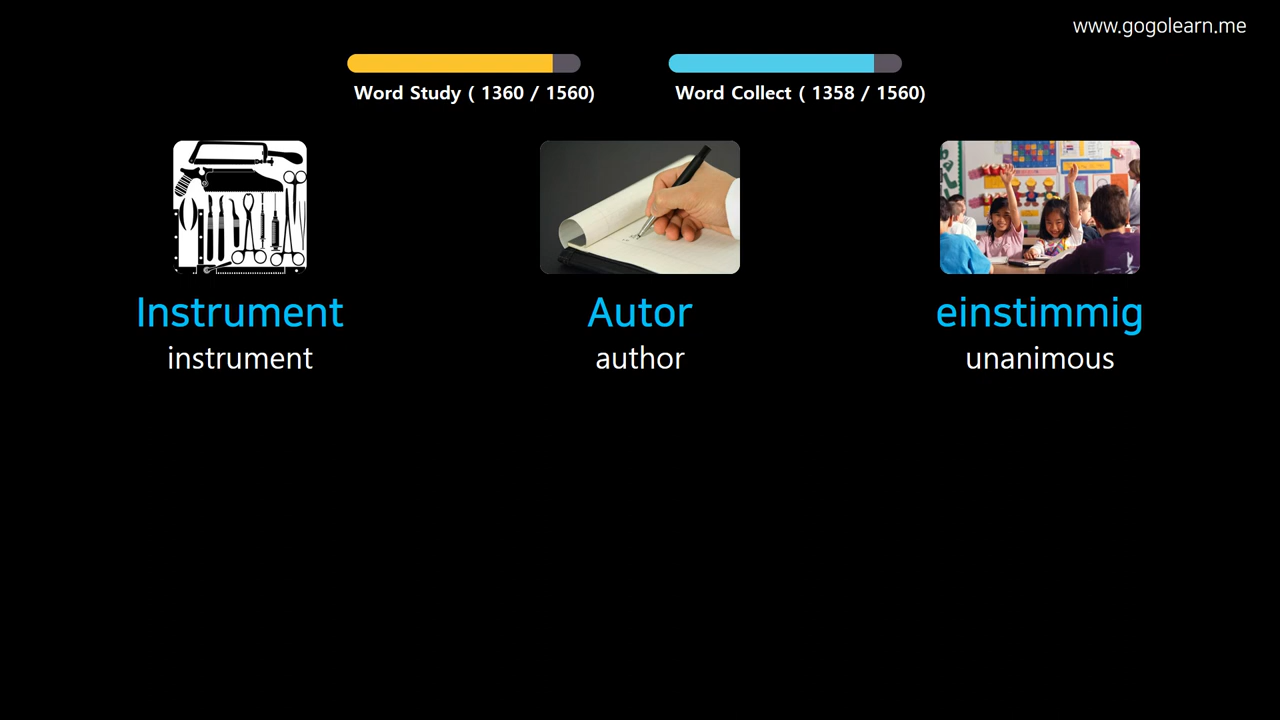 www.gogolearn.me
Word Study ( 1360 / 1560)
Word Collect ( 1358 / 1560)
Instrument
instrument
Autor
author
einstimmig
unanimous